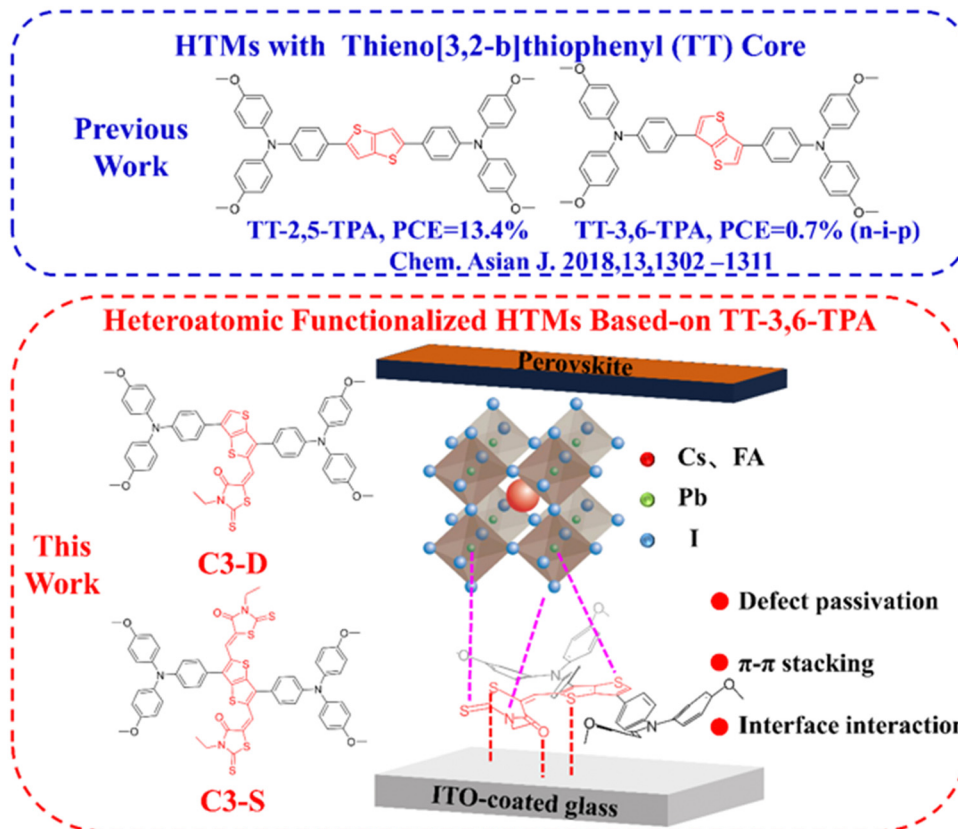 HTMs with Thieno[3,2-b]thiophenyl (TT) Core
Previous
Work
TT-2,5-TPA, PCE=13.4%
TT-3,6-TPA, PCE=0.7% (n-i-p)
Chem. Asian J. 2018,13,1302 –1311
Heteroatomic Functionalized HTMs Based-on TT-3,6-TPA
This
Work
C3-D
C3-S
Perovskite
Cs、FA
Pb
I
Defect passivation
π-π stacking
Interface interaction
ITO-coated glass